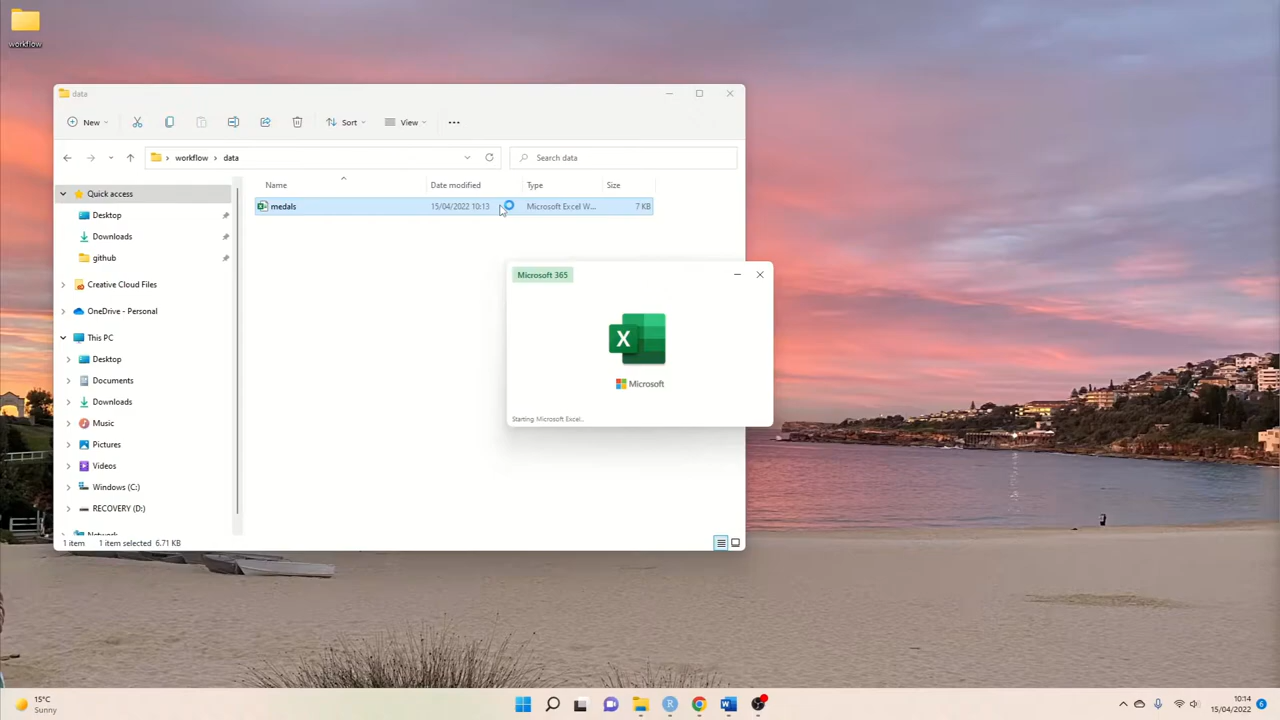 workflow
data
New
Sort
View
workflow
data
Search data
Name
Date modified
Type
Size
medals
15/04/2022 10:13
Microsoft Excel W...
7 KB
Quick access
Desktop
Downloads
github
Creative Cloud Files
OneDrive - Personal
This PC
Desktop
Documents
Downloads
Music
Pictures
Videos
Windows (C:)
RECOVERY (D:)
Network
1 item
1 item selected 6.71 KB
Microsoft 365
X
Microsoft
Starting Microsoft Excel...
15°C
Sunny
R
W
10:14
15/04/2022
6